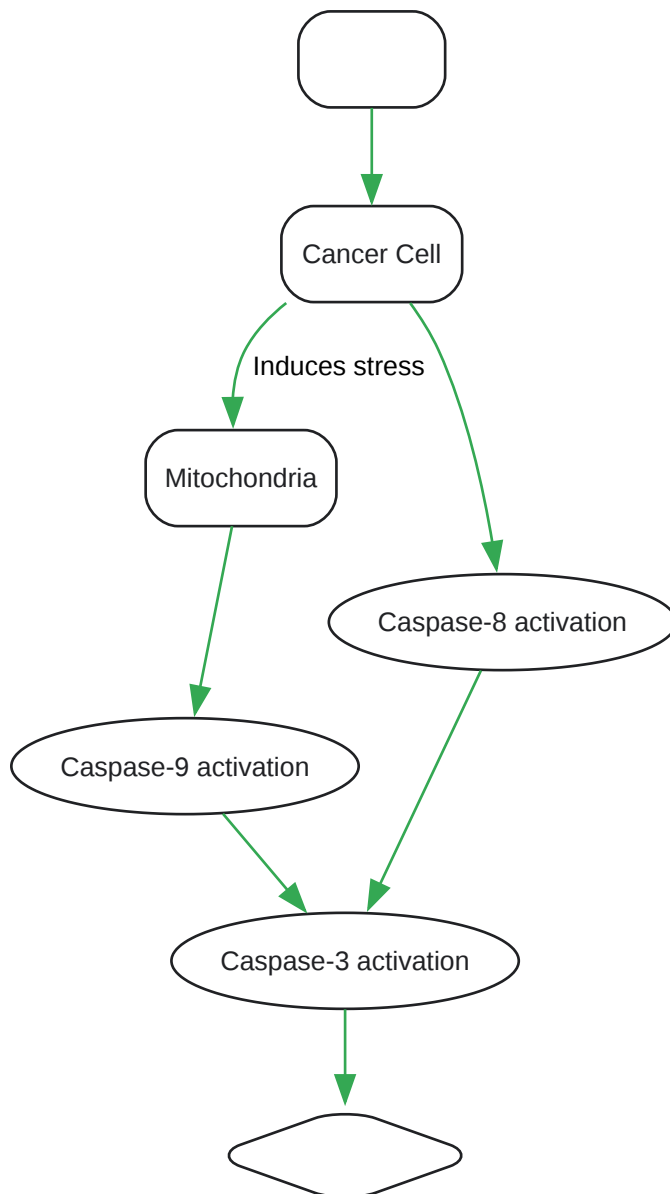 Cancer Cell
Induces stress
Mitochondria
Caspase-8 activation
Caspase-9 activation
Caspase-3 activation